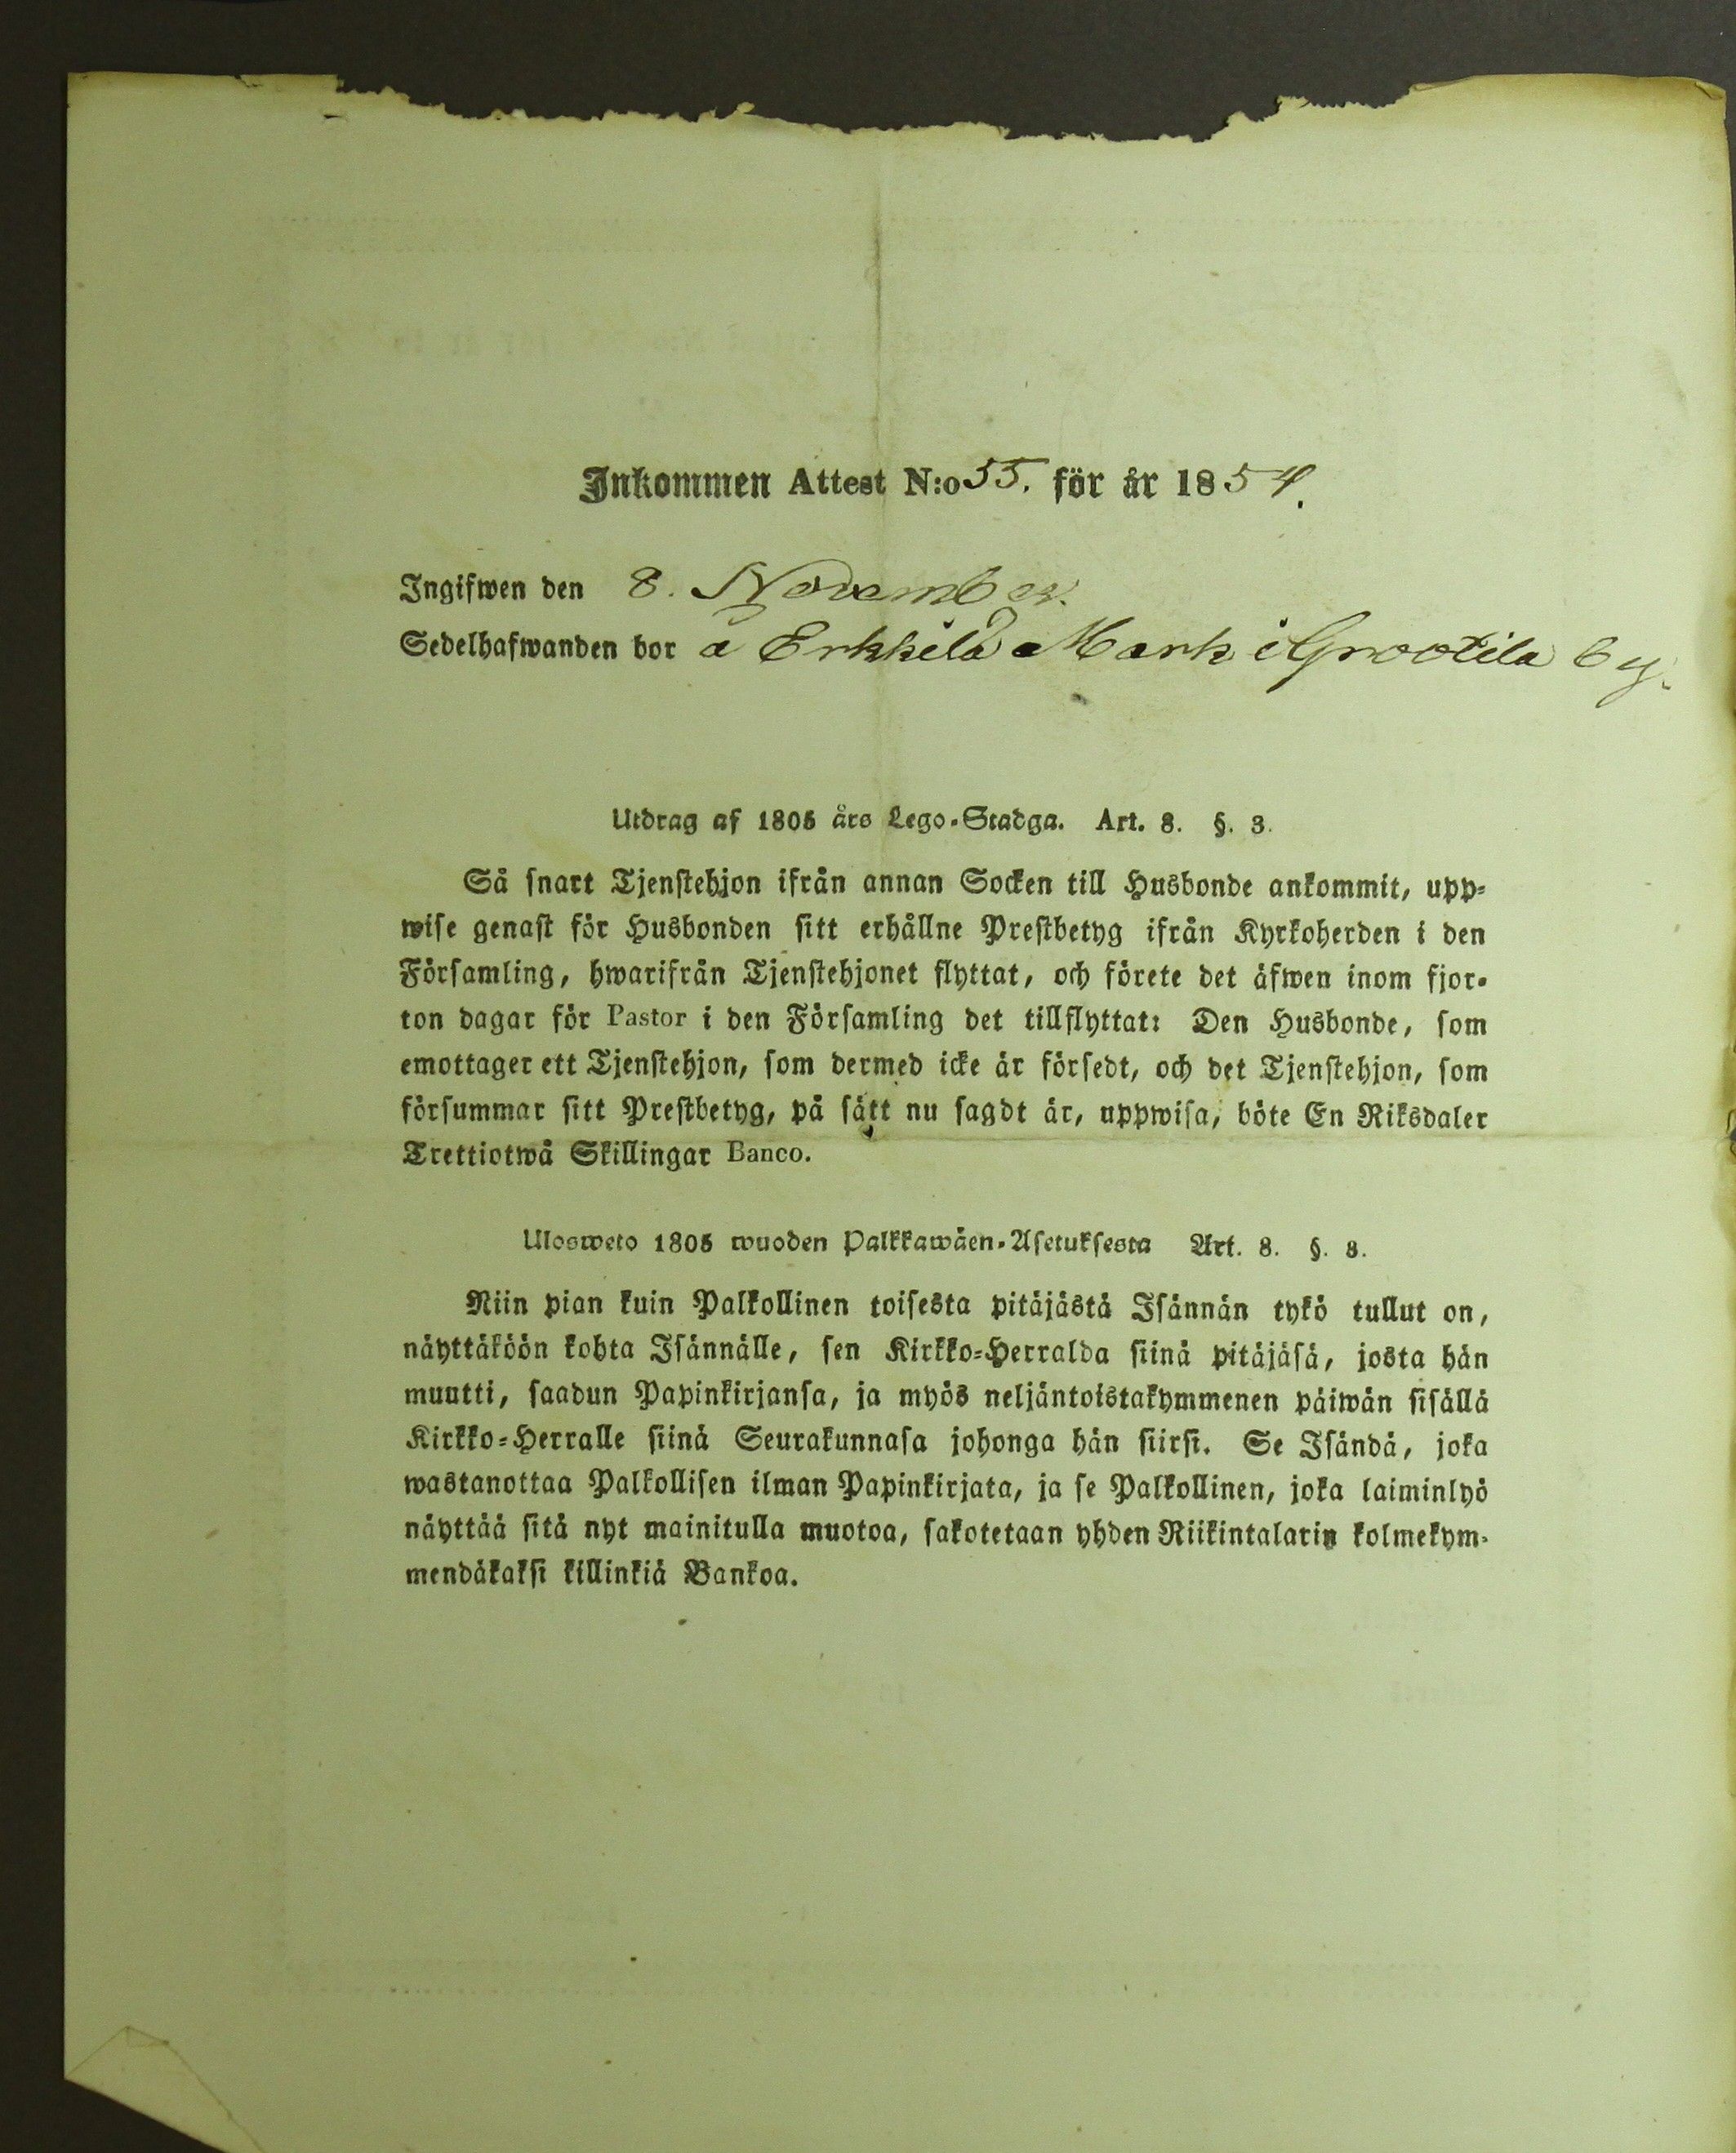 Inkommen Attest N:o 55. för år 1854.
Ingifwen den 8. November.
Sedelhafwanden bor å Erkkilä Mark i Grootila by.
Utdrag af 1805 års Lego-Stadga. Art. 8. §. 3.
Så snart Tjenstehjon ifrån annan Socken till Husbonde ankommit, upp-
wise genast för Husbonden sitt erhållne Prestbetyg ifrån Kyrkoherden i den
Församling, hwarifrån Tjenstehjonet flyttat, och förete det äfwen inom fjor-
ton dagar för Pastor i den Församling det tillflyttat: Den Husbonde, som
emottager ett Tjenstehjon, som dermed icke är försedt, och det Tjenstehjon, som
försummar sitt Prestbetyg, på sätt nu sagdt är, uppwisa, böte En Riksdaler
Trettiotwå Skillingar Banco.
Ulosweto 1805 wuoden Palkkawäen-Asetuksesta Art. 8. §. 3.
Niin pian kuin Palkollinen toisesta pitäjästä Isännän tykö tullut on,
näyttäköön kohta Isännälle, sen Kirkko-Herralda siinä pitäjäsä, josta hän
muutti, saadun Papinkirjansa, ja myös neljäntoistakymmenen päiwän sisällä
Kirkko-Herralle siinä Seurakunnasa johonga hän siirsi. Se Isändä, joka
wastanottaa Palkollisen ilman Papinkirjata, ja se Palkollinen, joka laiminlyö
näyttää sitä nyt mainitulla muotoa, sakotetaan yhden Riikintalarin kolmekym-
mendäkaksi killinkiä Bankoa.